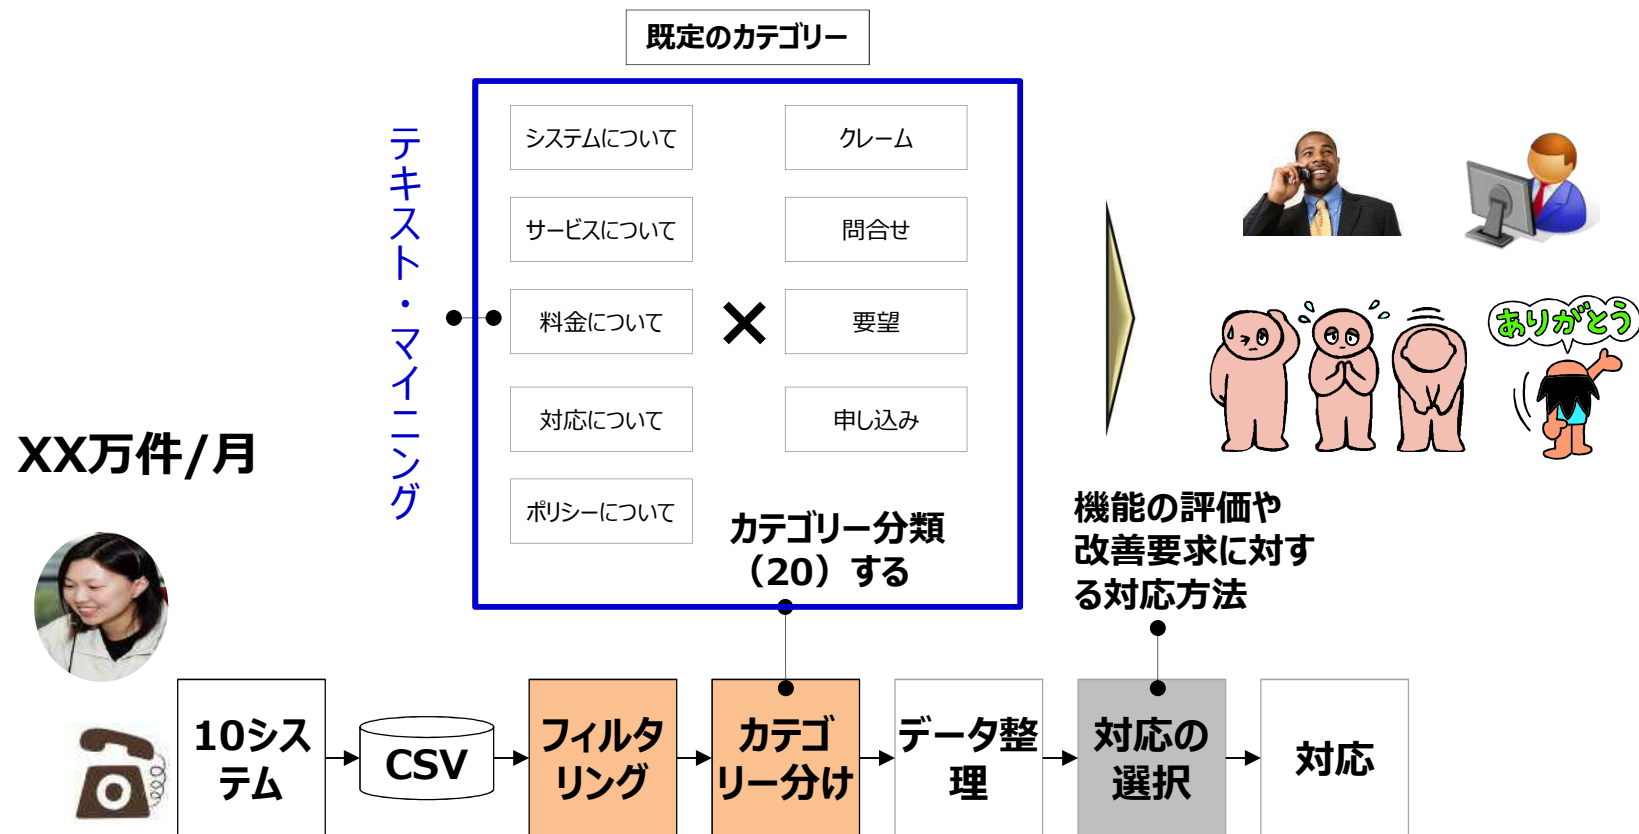 既定のカテゴリー
テキスト・マイニング
システムについて
クレーム
サービスについて
問合せ
料金について
×
要望
対応について
申し込み
ポリシーについて
カテゴリー分類
（20）する
ありがとう
XX万件/月
機能の評価や
改善要求に対す
る対応方法
10シス
テム
CSV
フィルタ
リング
カテゴ
リー分け
データ整
理
対応の
選択
対応